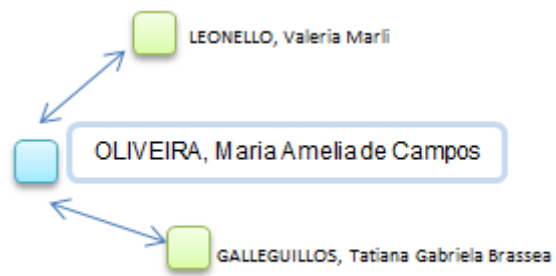 LEONELLO, Valeria Marli
OLIVEIRA, Maria Amelia de Campos
GALLEGUILLOS, Tatiana Gabriela Brassea